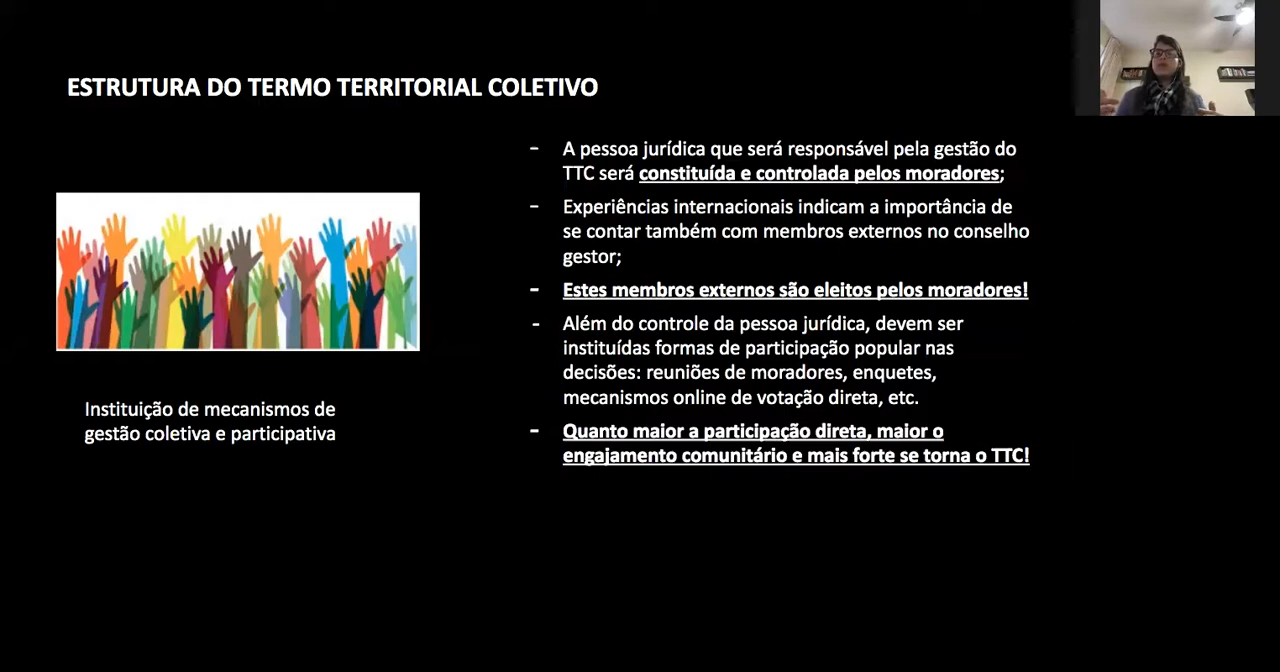 ESTRUTURA DO TERMO TERRITORIAL COLETIVO
- A pessoa jurídica que será responsável pela gestão do
TTC será constituída e controlada pelos moradores;
- Experiências internacionais indicam a importância de
se contar também com membros externos no conselho
gestor;
- Estes membros externos são eleitos pelos moradores!
- Além do controle da pessoa jurídica, devem ser
instituídas formas de participação popular nas
decisões: reuniões de moradores, enquetes,
mecanismos online de votação direta, etc.
- Quanto maior a participação direta, maior o
engajamento comunitário e mais forte se torna o TTC!
Instituição de mecanismos de
gestão coletiva e participativa